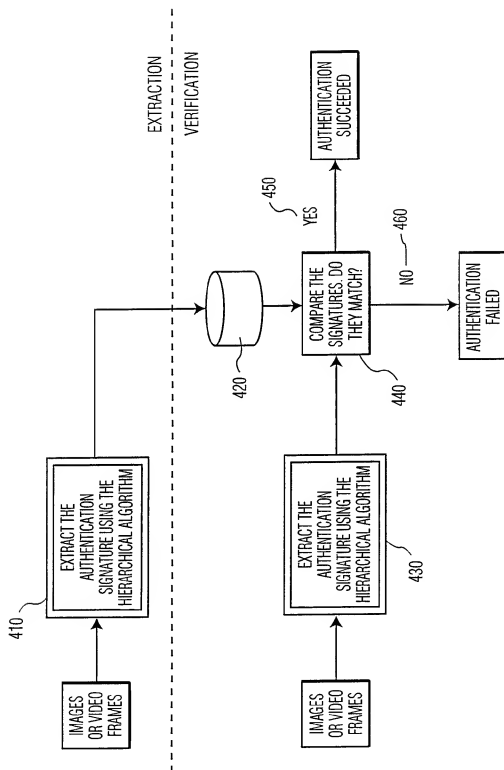 EXTRACTION
VERIFICATION
410
IMAGES
OR VIDEO
FRAMES
EXTRACT THE
AUTHENTICATION
SIGNATURE USING THE
HIERARCHICAL ALGORITHM
420
IMAGES
OR VIDEO
FRAMES
EXTRACT THE
AUTHENTICATION
SIGNATURE USING THE
HIERARCHICAL ALGORITHM
430
COMPARE THE
SIGNATURES. DO
THEY MATCH?
440
450
YES
AUTHENTICATION
SUCCEEDED
NO
460
AUTHENTICATION
FAILED